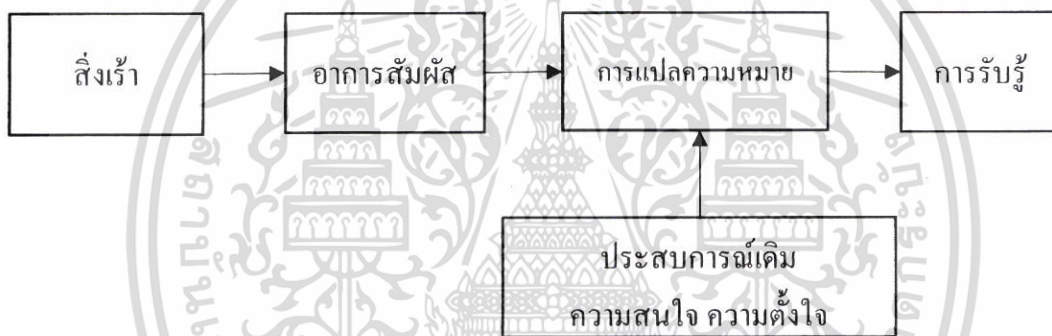 สิ่งเร้า
อาการสัมผัส
การแปลความหมาย
การรับรู้
ประสบการณ์เดิม
ความสนใจ ความตั้งใจ